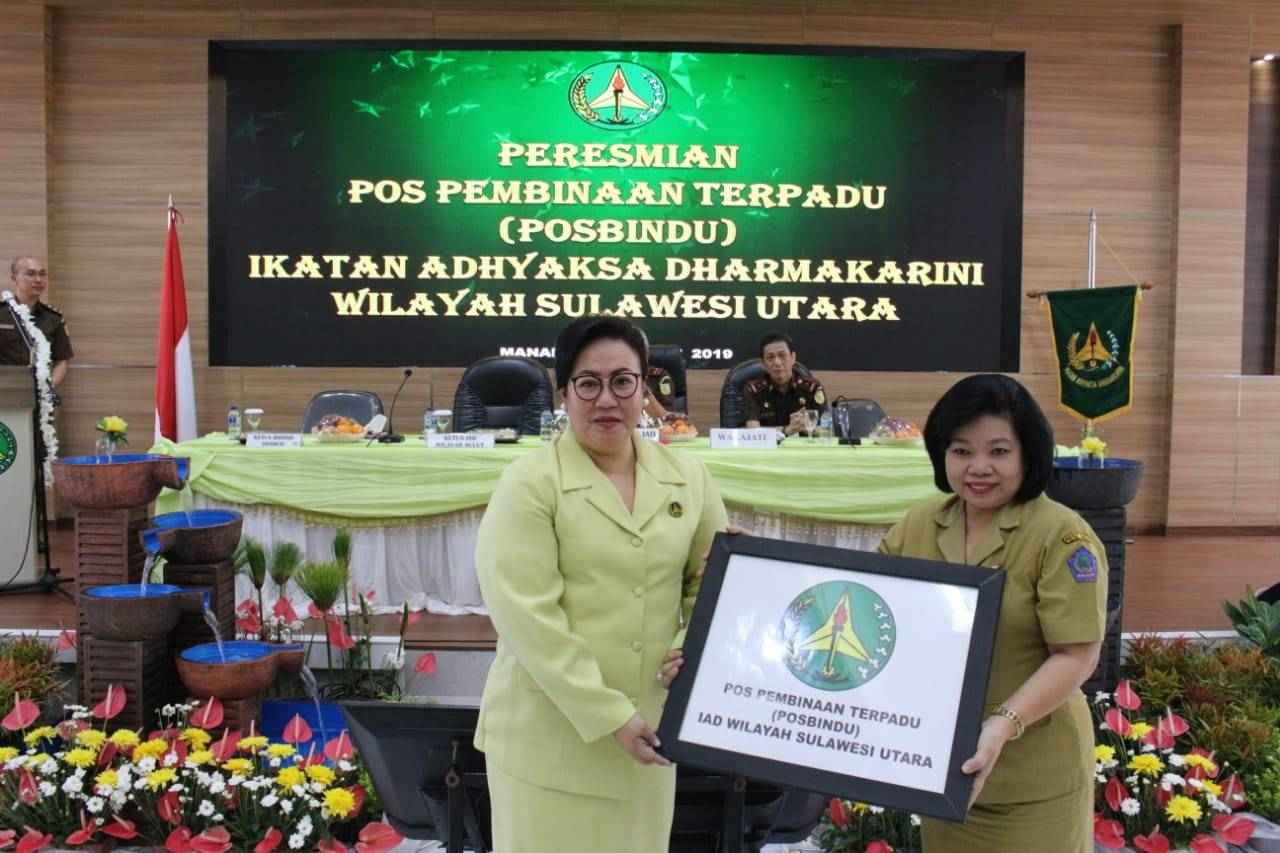 PERESMIAN
POS PEMBINAAN TERPADU
(POSBINDU)
IKATAN ADHYAKSA DHARMAKARINI
WILAYAH SULAWESI UTARA
2019
WAKAJATI
POS PEMBINAAN TERPADU
(POSBINDU)
IAD WILAYAH SULAWESI UTARA